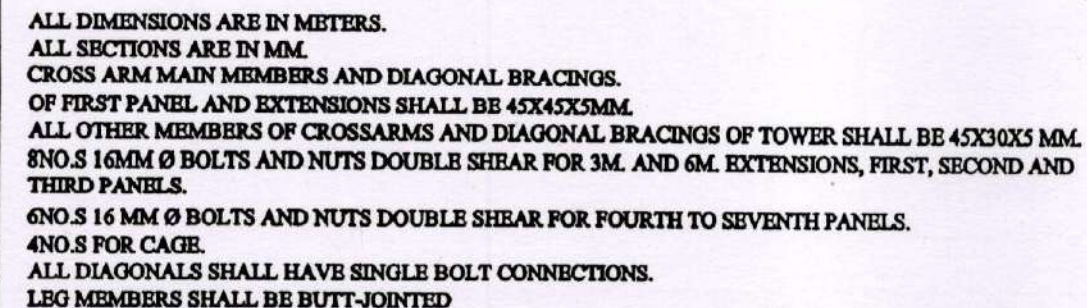 ALL DIMENSIONS ARE IN METERS.
ALL SECTIONS ARE IN MM.
CROSS ARM MAIN MEMBERS AND DIAGONAL BRACINGS.
OF FIRST PANEL AND EXTENSIONS SHALL BE 45X45X5MM.
ALL OTHER MEMBERS OF CROSSARMS AND DIAGONAL BRACINGS OF TOWER SHALL BE 45X30X5 MM.
8NO.S 16MM Ø BOLTS AND NUTS DOUBLE SHEAR FOR 3M. AND 6M. EXTENSIONS, FIRST, SECOND AND
THIRD PANELS.
6NO.S 16 MM Ø BOLTS AND NUTS DOUBLE SHEAR FOR FOURTH TO SEVENTH PANELS.
4NO.S FOR CAGE.
ALL DIAGONALS SHALL HAVE SINGLE BOLT CONNECTIONS.
LEG MEMBERS SHALL BE BUTT-JOINTED